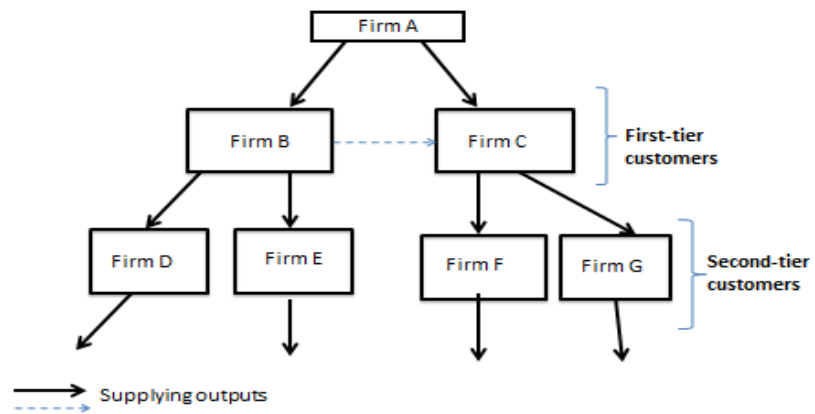 Firm A
Firm B
Firm C
First-tier
customers
Firm D
Firm E
Firm F
Firm G
Second-tier
customers
Supplying outputs